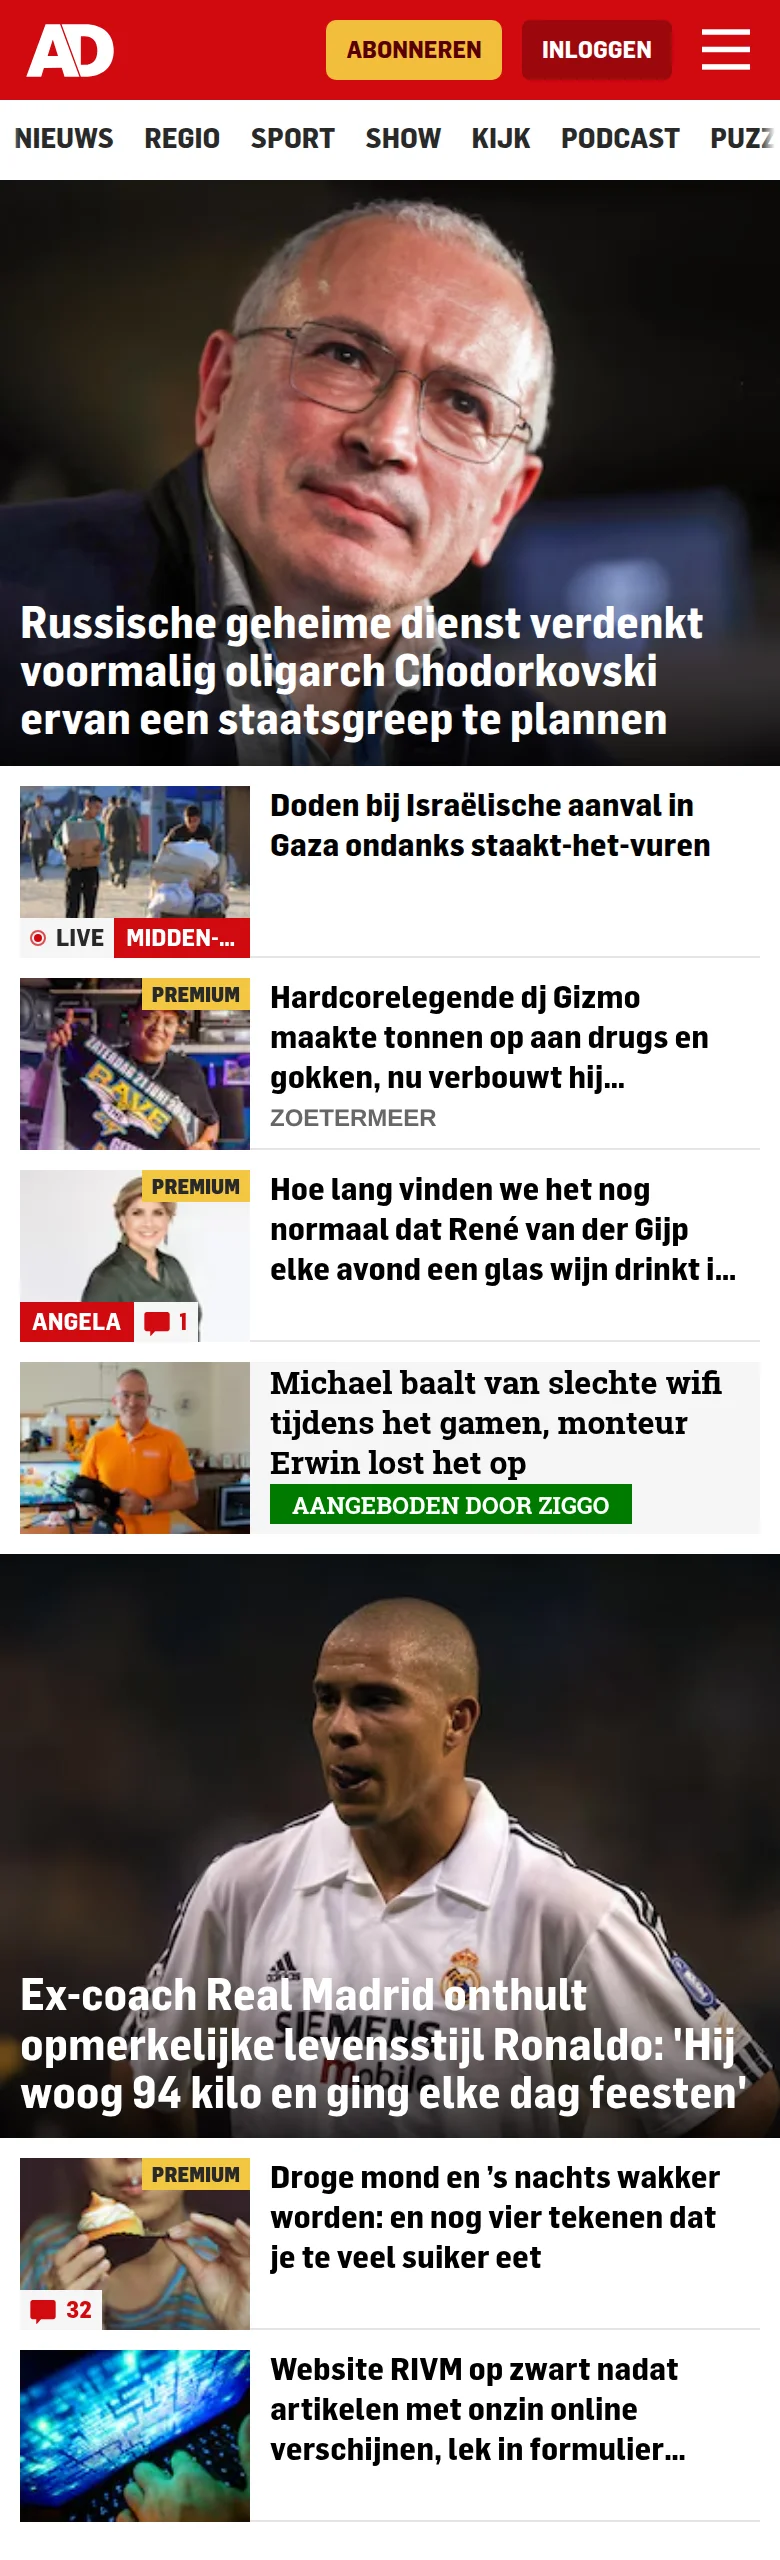 AD
ABONNEREN
INLOGGEN
NIEUWS REGIO SPORT SHOW KIJK PODCAST PUZZ
Russische geheime dienst verdenkt
voormalig oligarch Chodorkovski
ervan een staatsgreep te plannen
Doden bij Israëlische aanval in
Gaza ondanks staakt-het-vuren
LIVE MIDDEN-...
PREMIUM
Hardcorelegende dj Gizmo
maakte tonnen op aan drugs en
gokken, nu verbouwt hij...
ZOETERMEER
RAVE
PREMIUM
Hoe lang vinden we het nog
normaal dat René van der Gijp
elke avond een glas wijn drinkt i...
ANGELA 1
Michael baalt van slechte wifi
tijdens het gamen, monteur
Erwin lost het op
AANGEBODEN DOOR ZIGGO
adidas
SIEMENS
mobile
Ex-coach Real Madrid onthult
opmerkelijke levensstijl Ronaldo: 'Hij
woog 94 kilo en ging elke dag feesten'
PREMIUM
Droge mond en ’s nachts wakker
worden: en nog vier tekenen dat
je te veel suiker eet
32
Website RIVM op zwart nadat
artikelen met onzin online
verschijnen, lek in formulier...